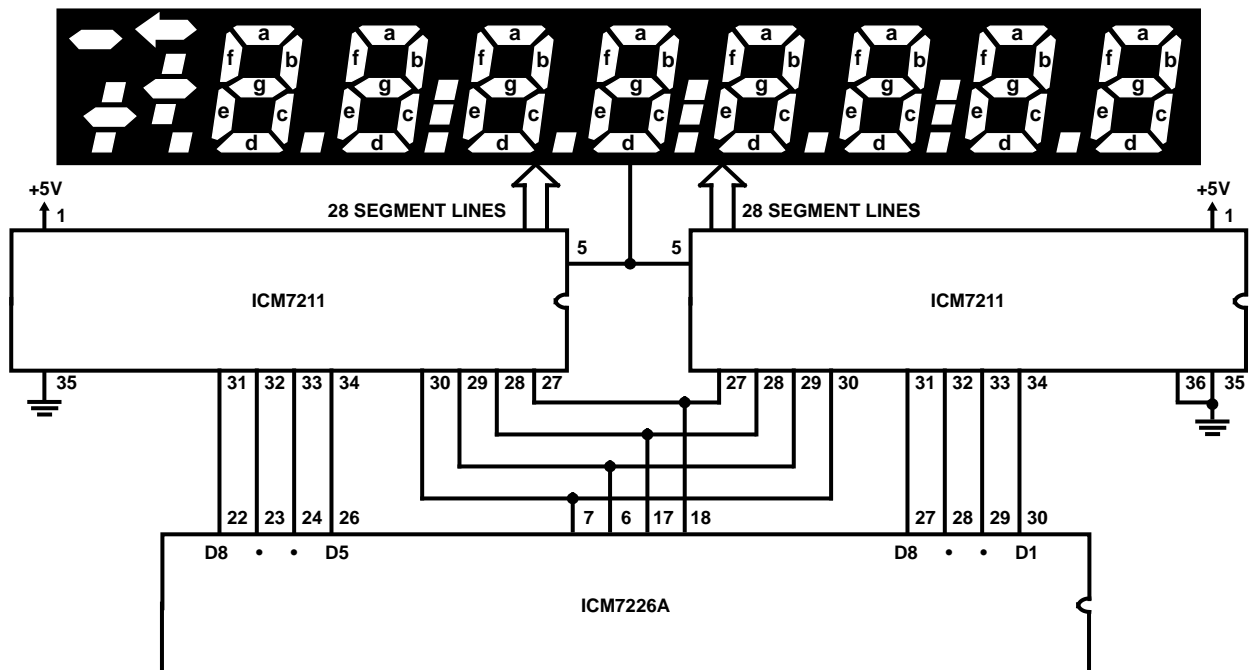 a a a a a a a a
f b f b f b f b f b f b f b f b
g g g g g g g g
e c e c e c e c e c e c e c e c
d d d d d d d d
+5V +5V
1 28 SEGMENT LINES 28 SEGMENT LINES 1
5 5
ICM7211 ICM7211
35 31 32 33 34 30 29 28 27 27 28 29 30 31 32 33 34 36 35
22 23 24 26 7 6 17 18 27 28 29 30
D8 • • D5 D8 • • D1
ICM7226A